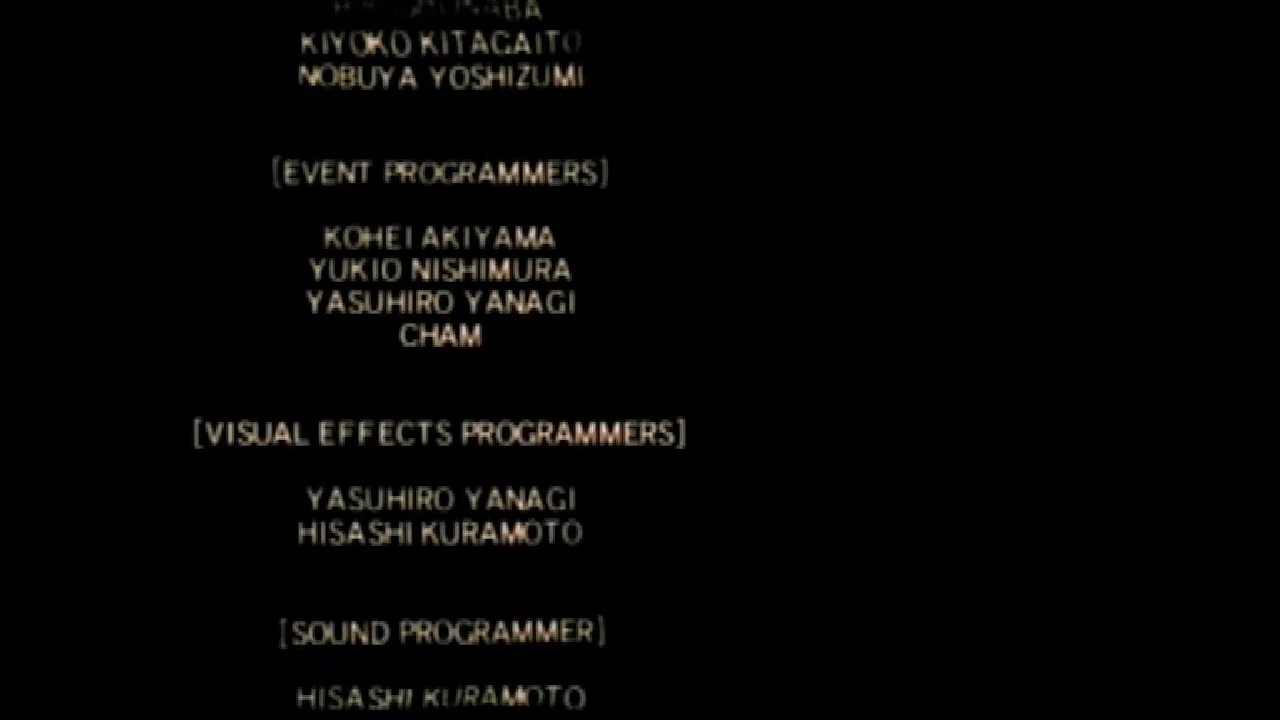 KIYOKO KITAGAITO
NOBUYA YOSHIZUMI
[EVENT PROGRAMMERS]
KOHEI AKIYAMA
YUKIO NISHIMURA
YASUHIRO YANAGI
CHAM
[VISUAL EFFECTS PROGRAMMERS]
YASUHIRO YANAGI
HISASHI KURAMOTO
[SOUND PROGRAMMER]
HISASHI KURAMOTO